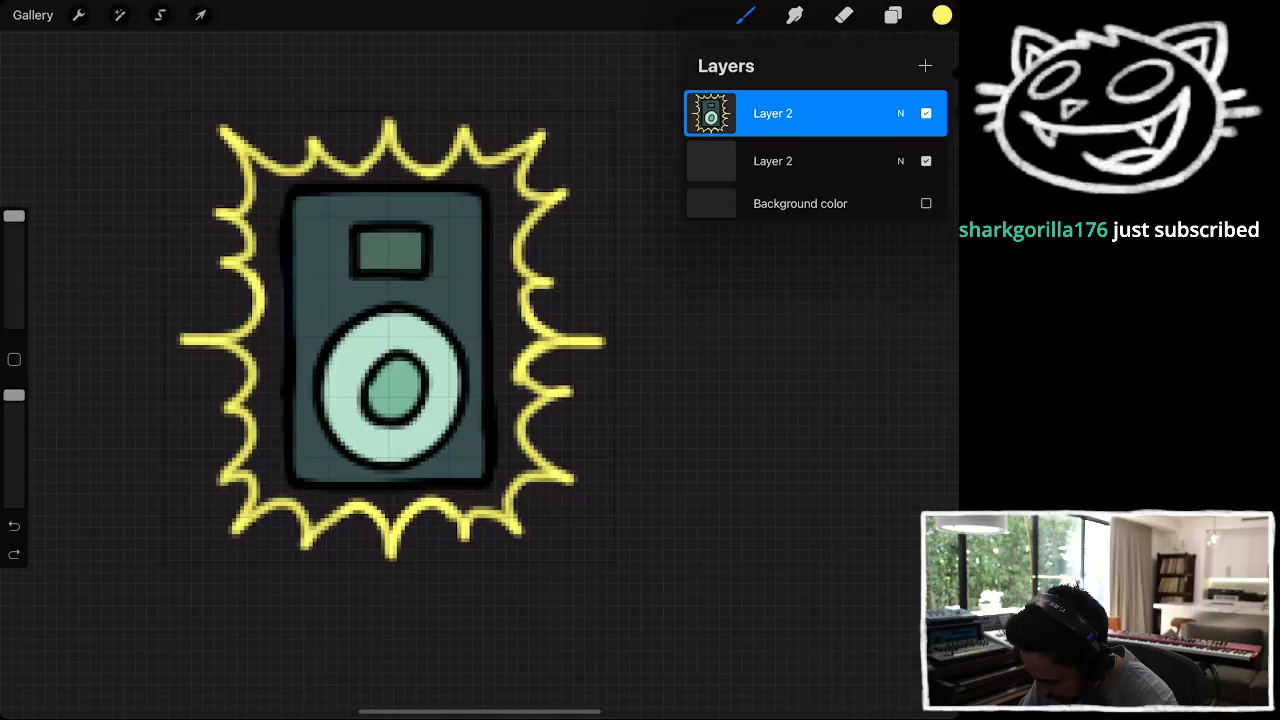 Gallery
Layers
Layer 2
N
Layer 2
N
Background color
sharkgorilla176 just subscribed